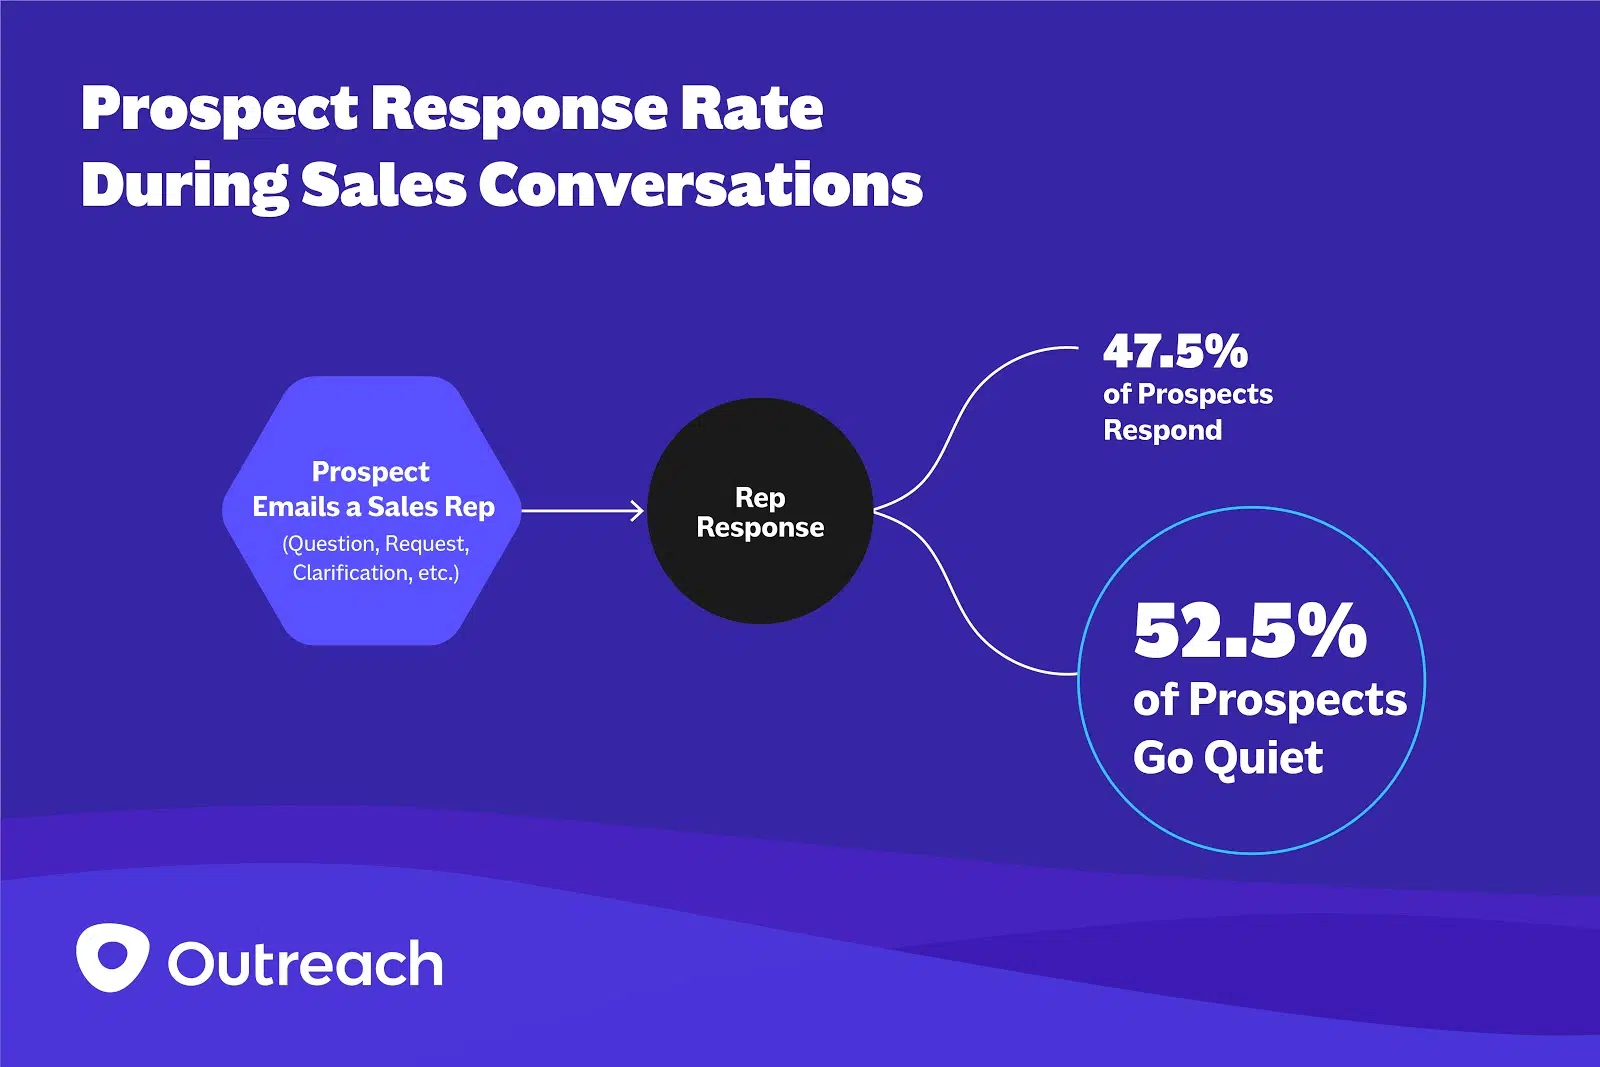 Prospect Response Rate
During Sales Conversations
Prospect
Emails a Sales Rep
(Question, Request,
Clarification, etc.)
Rep
Response
47.5%
of Prospects
Respond
52.5%
of Prospects
Go Quiet
Outreach